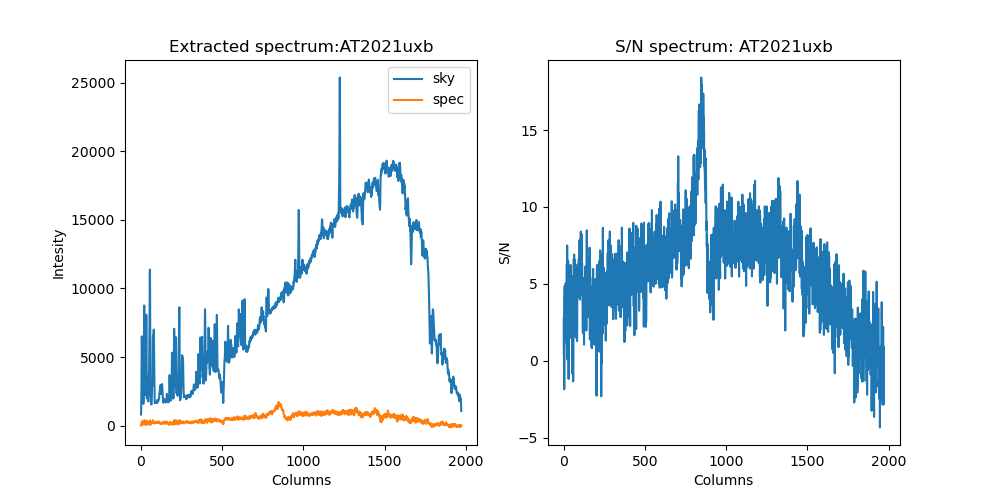 Extracted spectrum:AT2021uxb
S/N spectrum: AT2021uxb
sky
spec
25000
20000
15000
10000
5000
0
Intesity
0
500
1000
1500
2000
Columns
15
10
5
0
−5
S/N
0
500
1000
1500
2000
Columns